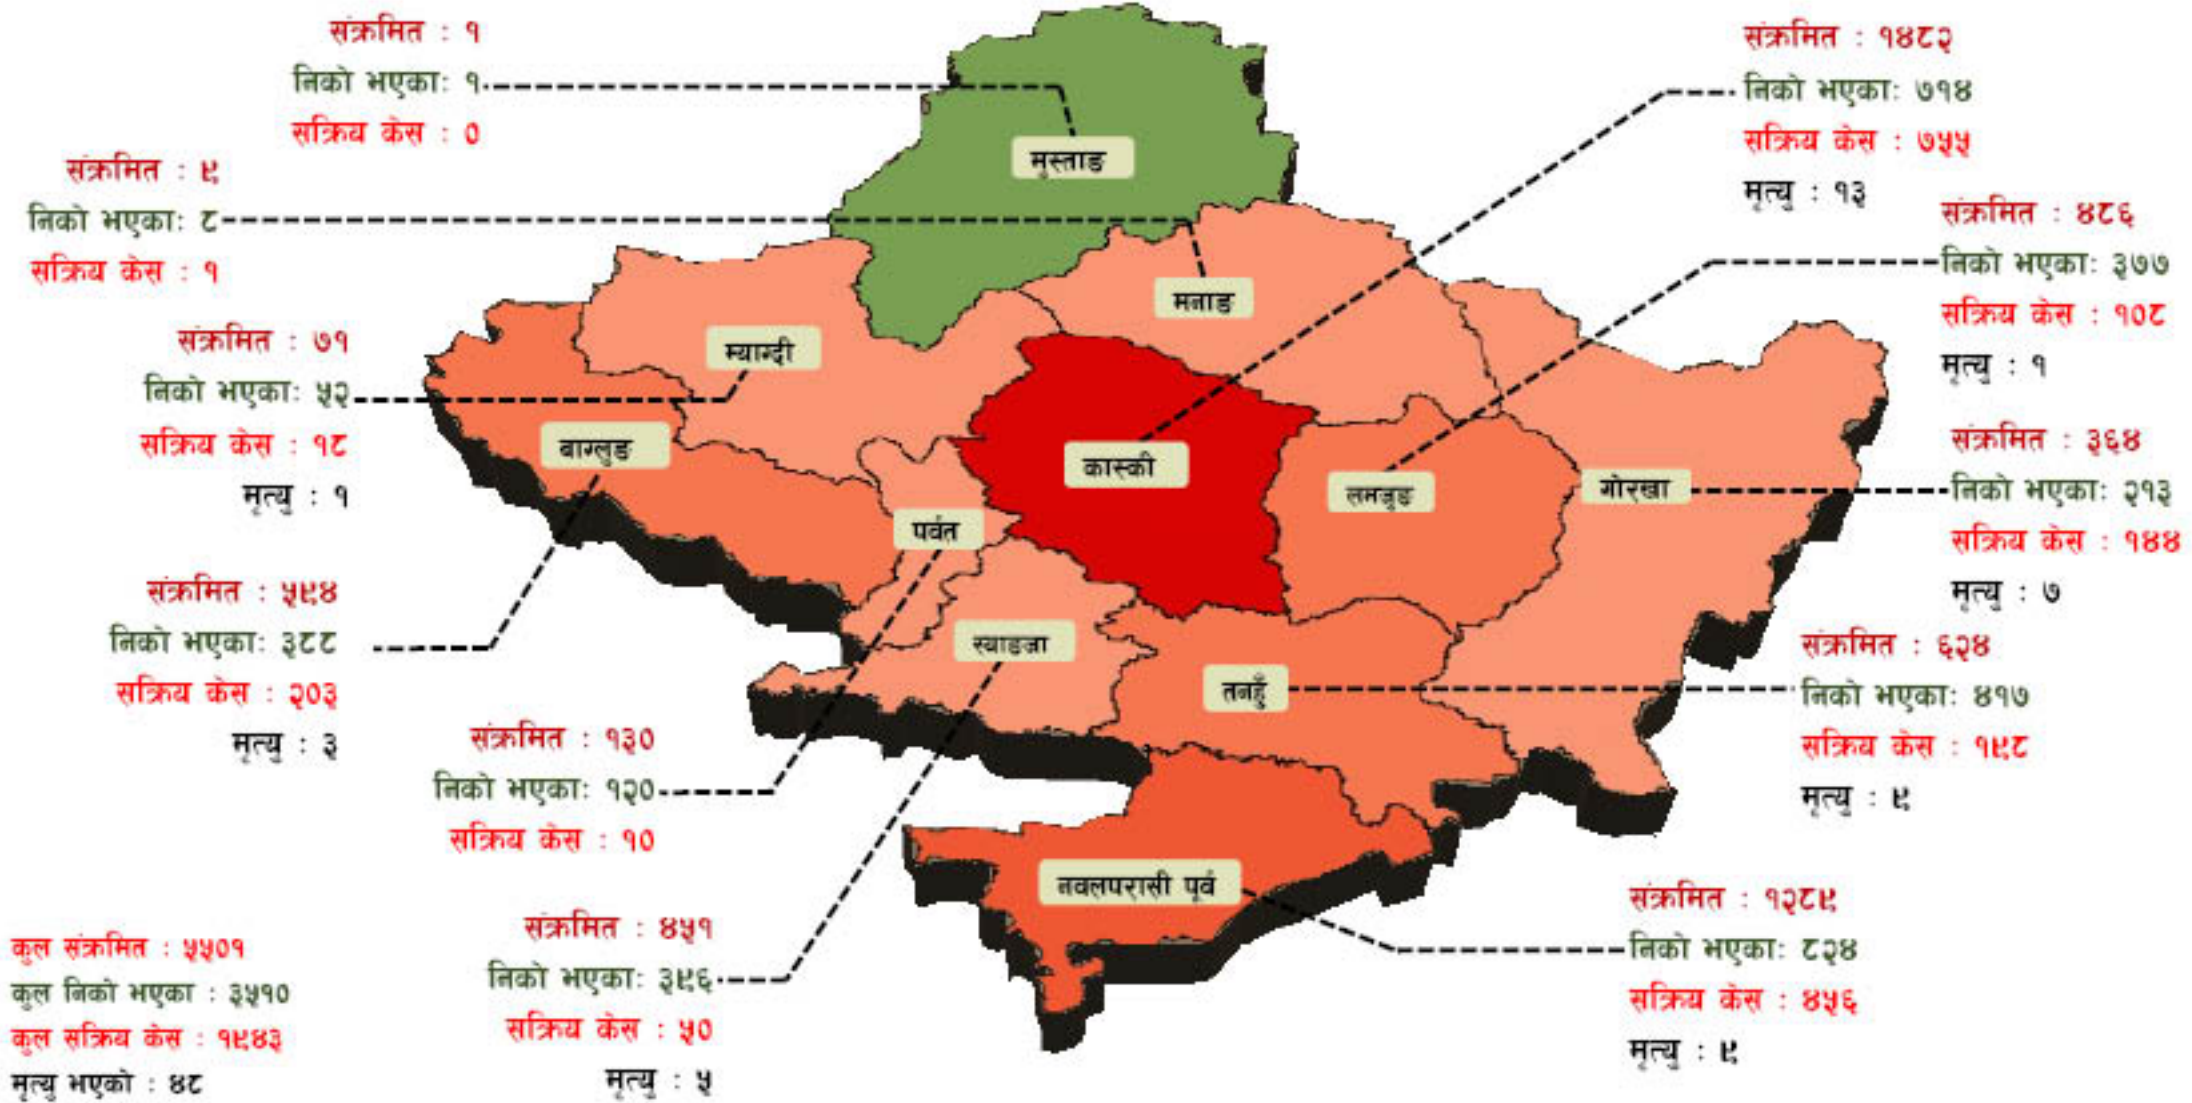 संक्रमित : १
निको भएका: १
सक्रिय केस : ०
मुस्ताङ
संक्रमित : ९
निको भएका: ८
सक्रिय केस : १
मनाङ
संक्रमित : ७१
निको भएका: ५२
सक्रिय केस : १८
मृत्यु : १
म्याग्दी
संक्रमित : ५९४
निको भएका: ३८८
सक्रिय केस : २०३
मृत्यु : ३
बाग्लुङ
संक्रमित : १३०
निको भएका: १२०
सक्रिय केस : १०
पर्वत
संक्रमित : ४५१
निको भएका: ३९६
सक्रिय केस : ५०
मृत्यु : ५
स्याङजा
संक्रमित : १४८२
निको भएका: ७१४
सक्रिय केस : ७५५
मृत्यु : १३
कास्की
संक्रमित : ४८६
निको भएका: ३७७
सक्रिय केस : १०८
मृत्यु : १
लमजुङ
संक्रमित : ३६४
निको भएका: २१३
सक्रिय केस : १४४
मृत्यु : ७
गोरखा
संक्रमित : ६२४
निको भएका: ४१७
सक्रिय केस : १९८
मृत्यु : ९
तनहुँ
संक्रमित : १२८९
निको भएका: ८२४
सक्रिय केस : ४५६
मृत्यु : ९
नवलपरासी पूर्व
कुल संक्रमित : ५५०१
कुल निको भएका : ३५१०
कुल सक्रिय केस : १९४३
मृत्यु भएको : ४८